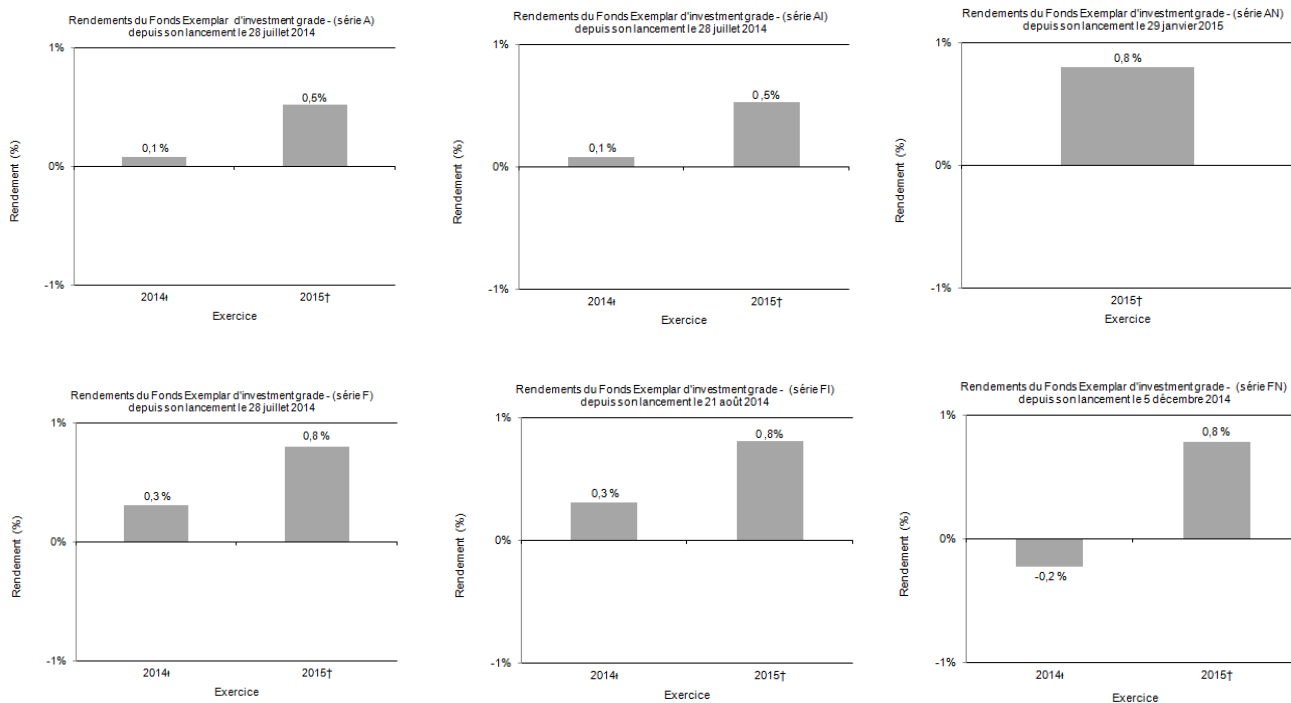 Rendements du Fonds Exemplar d'investment grade - (série A)
depuis son lancement le 28 juillet 2014
1%
0,5%
0,1 %
0%
-1%
Rendement (%)
2014ƚ
2015†
Exercice
Rendements du Fonds Exemplar d'investment grade - (série AI)
depuis son lancement le 28 juillet 2014
1%
0 ,5%
0,1 %
0%
-1%
Rendement (%)
2014ƚ
2015†
Exercice
Rendements du Fonds Exemplar d'investment grade - (série AN)
depuis son lancement le 29 janvier 2015
1%
0,8 %
0%
-1%
Rendement (%)
2015†
Exercice
Rendements du Fonds Exemplar d'investment grade - (série F)
depuis son lancement le 28 juillet 2014
1%
0,8 %
0,3 %
0%
-1%
Rendement (%)
2014ƚ
2015†
Exercice
Rendements du Fonds Exemplar d'investment grade - (série FI)
depuis son lancement le 21 août 2014
1%
0,8%
0,3 %
0%
-1%
Rendement (%)
2014ƚ
2015†
Exercice
Rendements du Fonds Exemplar d'investment grade - (série FN)
depuis son lancement le 5 décembre 2014
1%
0,8 %
0%
-0,2 %
-1%
Rendement (%)
2014ƚ
2015†
Exercice